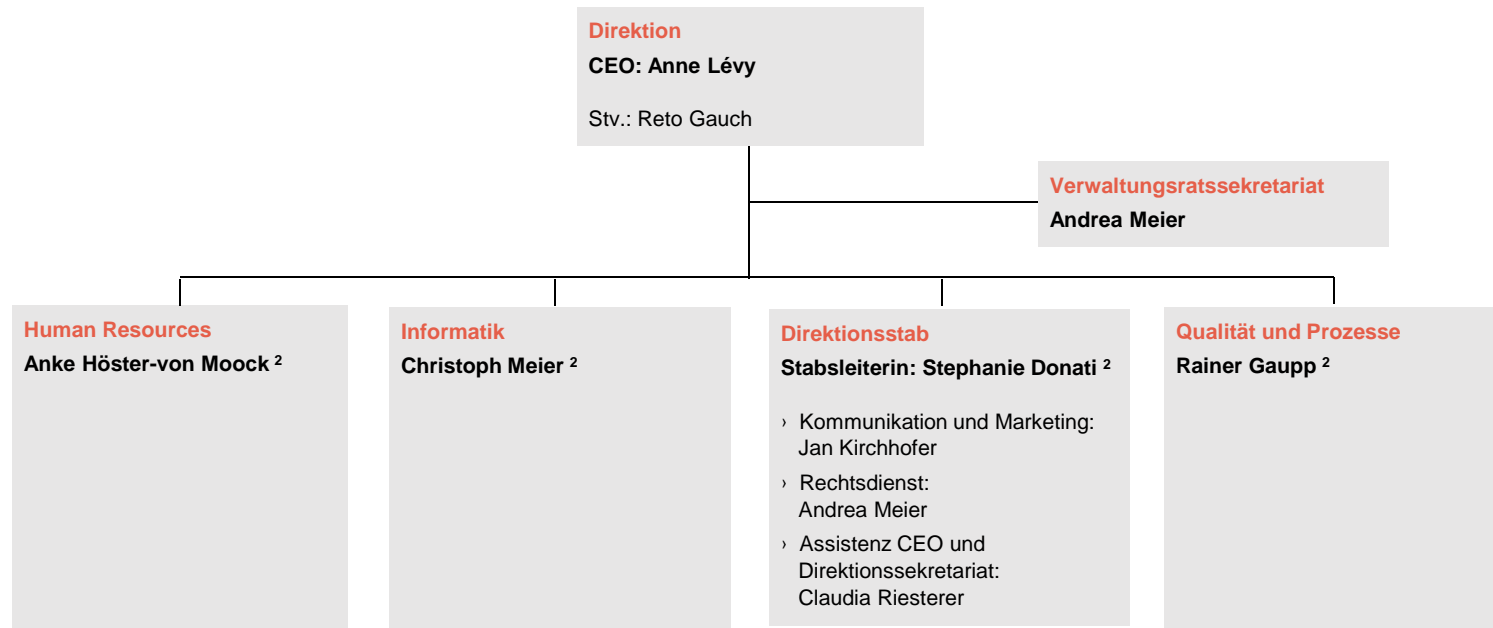 Direktion
CEO: Anne Lévy
Stv.: Reto Gauch
Verwaltungsratssekretariat
Andrea Meier
Human Resources
Anke Höster-von Moock ²
Informatik
Christoph Meier ²
Direktionsstab
Stabsleiterin: Stephanie Donati ²
› Kommunikation und Marketing:
Jan Kirchhofer
› Rechtsdienst:
Andrea Meier
› Assistenz CEO und
Direktionssekretariat:
Claudia Riesterer
Qualität und Prozesse
Rainer Gaupp ²